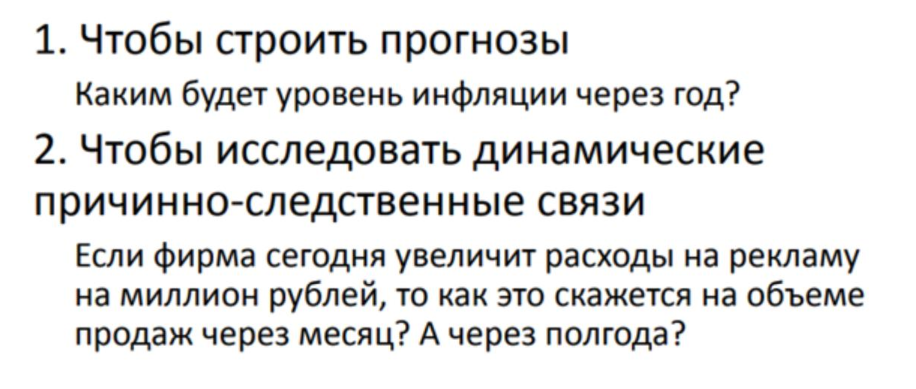 1. Чтобы строить прогнозы
Каким будет уровень инфляции через год?
2. Чтобы исследовать динамические
причинно-следственные связи
Если фирма сегодня увеличит расходы на рекламу
на миллион рублей, то как это скажется на объеме
продаж через месяц? А через полгода?